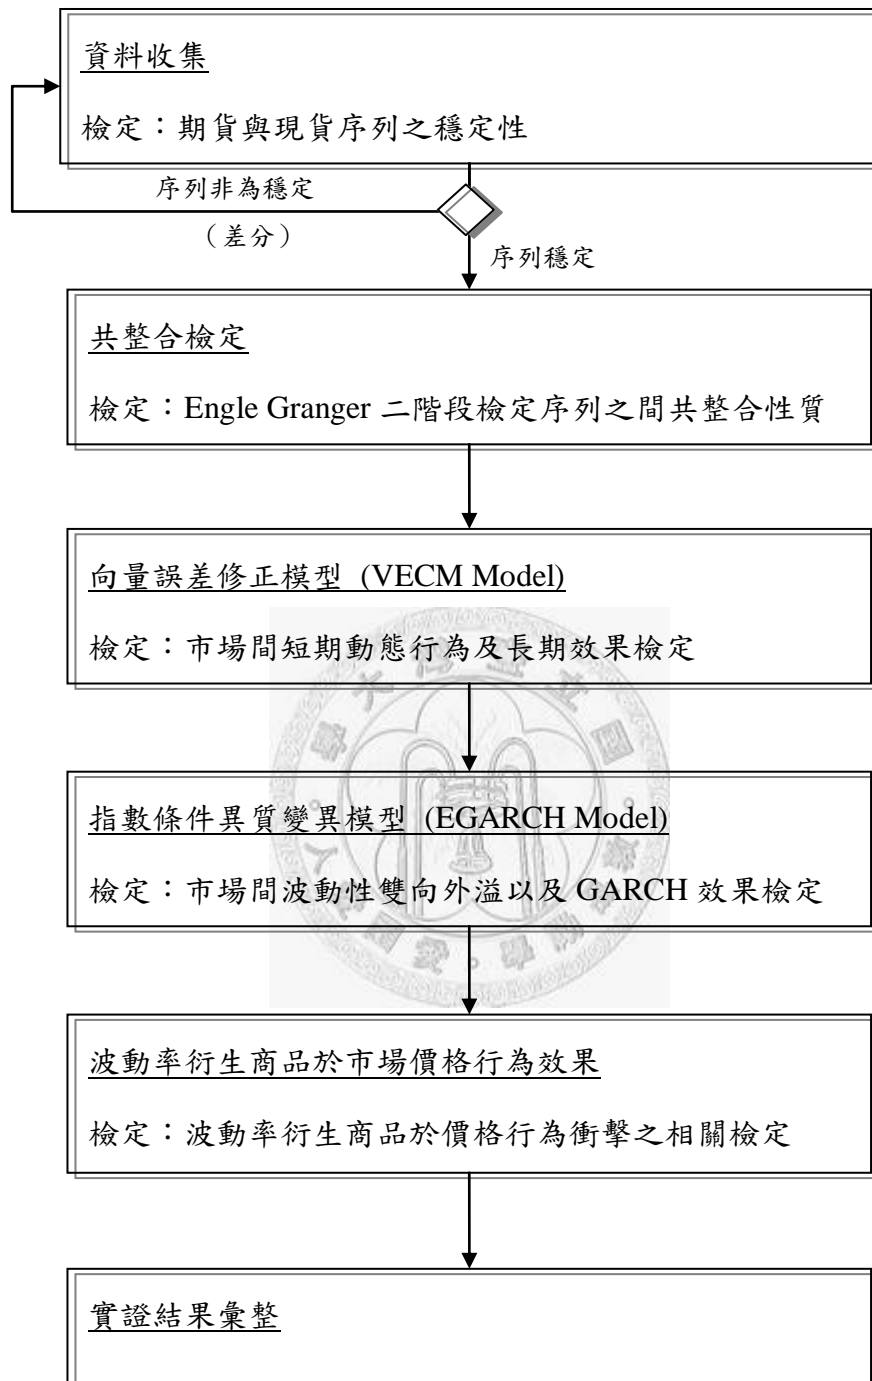 資料收集
檢定：期貨與現貨序列之穩定性
序列非為穩定
（差分）
序列穩定
共整合檢定
檢定：Engle Granger 二階段檢定序列之間共整合性質
向量誤差修正模型 (VECM Model)
檢定：市場間短期動態行為及長期效果檢定
指數條件異質變異模型 (EGARCH Model)
檢定：市場間波動性雙向外溢以及 GARCH 效果檢定
波動率衍生商品於市場價格行為效果
檢定：波動率衍生商品於價格行為衝擊之相關檢定
實證結果彙整